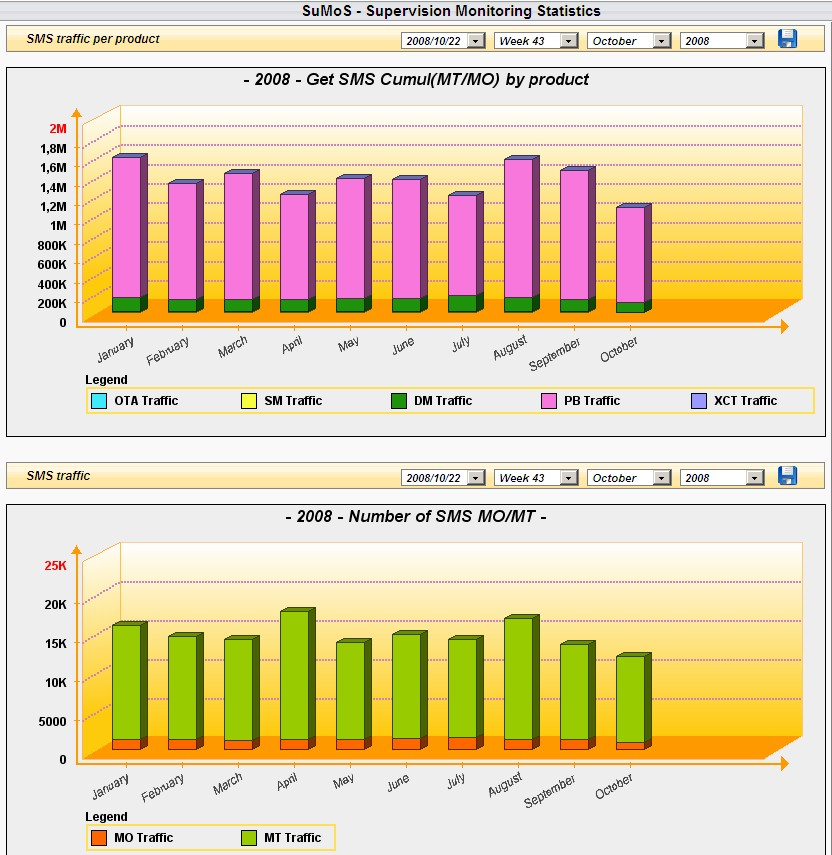 SuMoS - Supervision Monitoring Statistics
SMS traffic per product 2008/10/22 Week 43 October 2008
- 2008 - Get SMS Cumul(MT/MO) by product
2M
1,8M
1,6M
1,4M
1,2M
1M
800K
600K
400K
200K
0
January February March April May June July August September October
Legend
OTA Traffic SM Traffic DM Traffic PB Traffic XCT Traffic
SMS traffic 2008/10/22 Week 43 October 2008
- 2008 - Number of SMS MO/MT -
25K
20K
15K
10K
5000
0
January February March April May June July August September October
Legend
MO Traffic MT Traffic